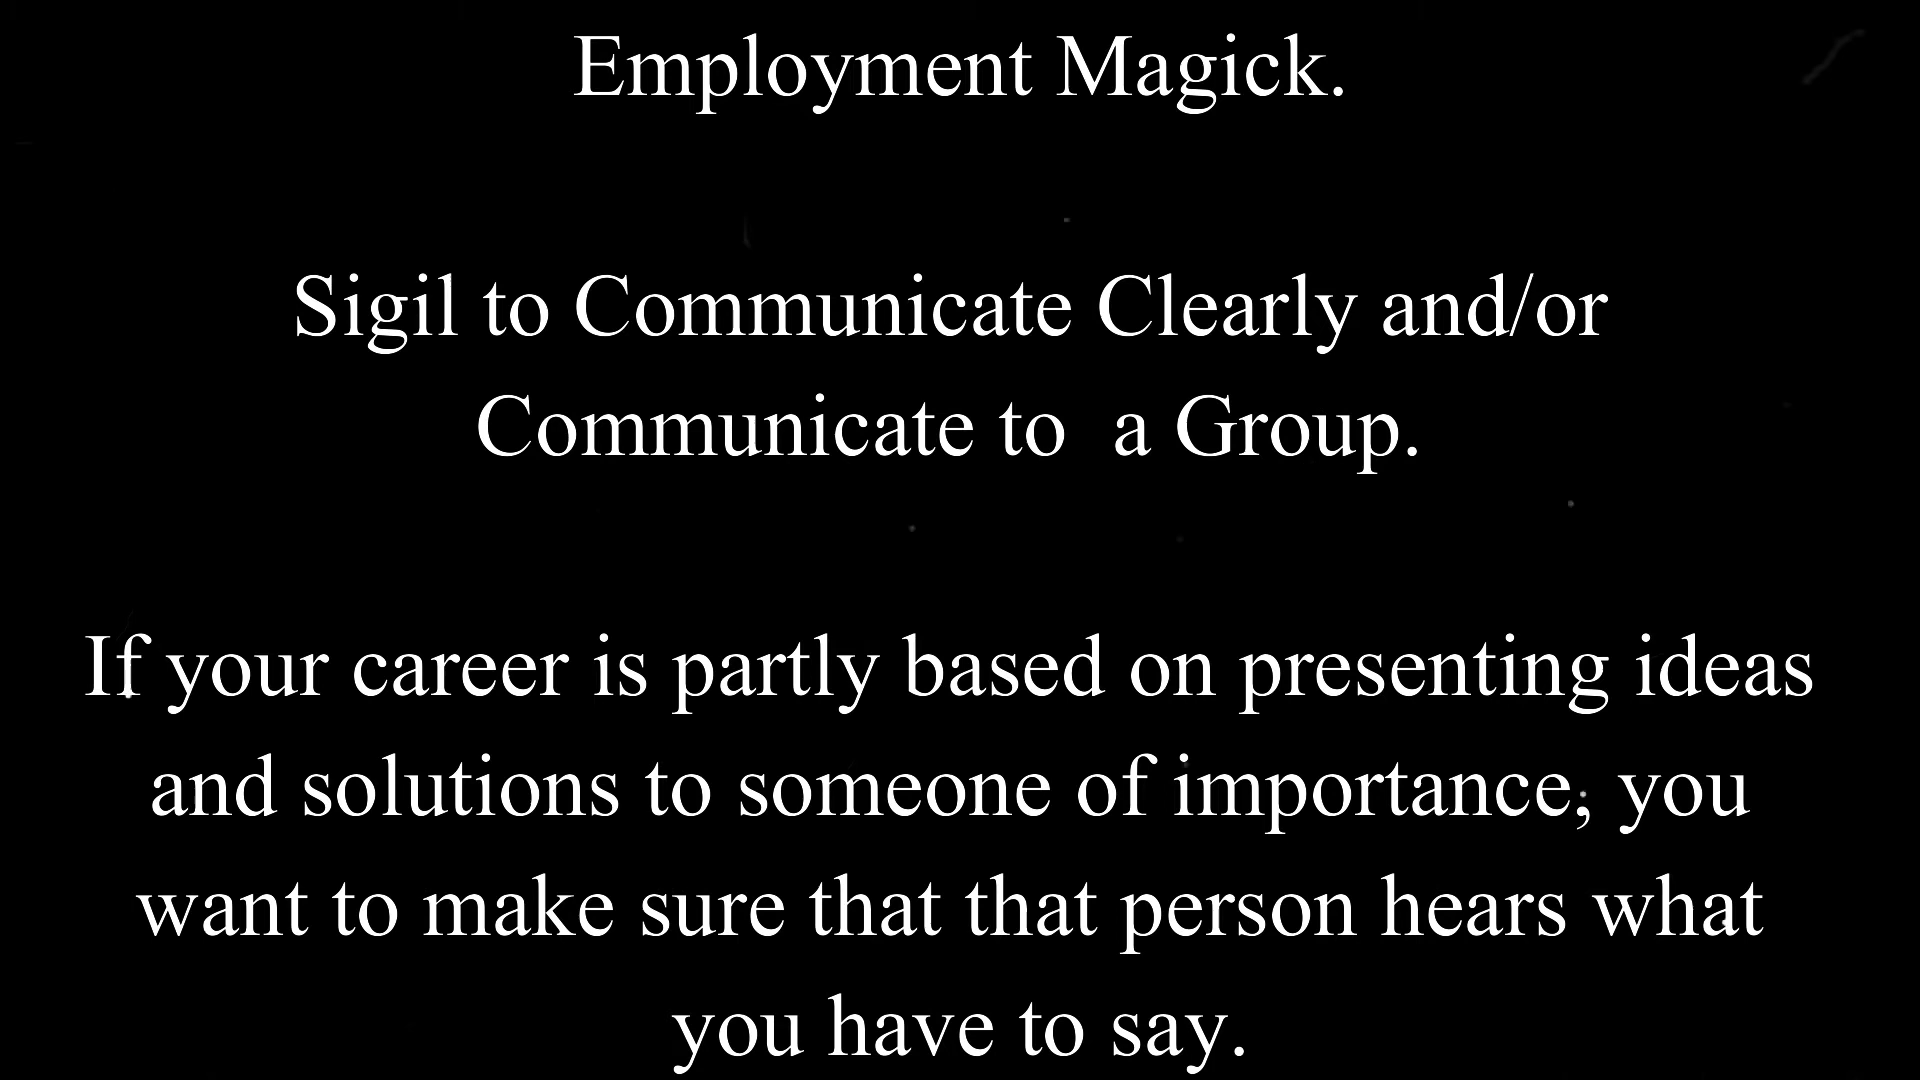 Employment Magick.
Sigil to Communicate Clearly and/or
Communicate to  a Group.
If your career is partly based on presenting ideas
and solutions to someone of importance, you
want to make sure that that person hears what
you have to say.